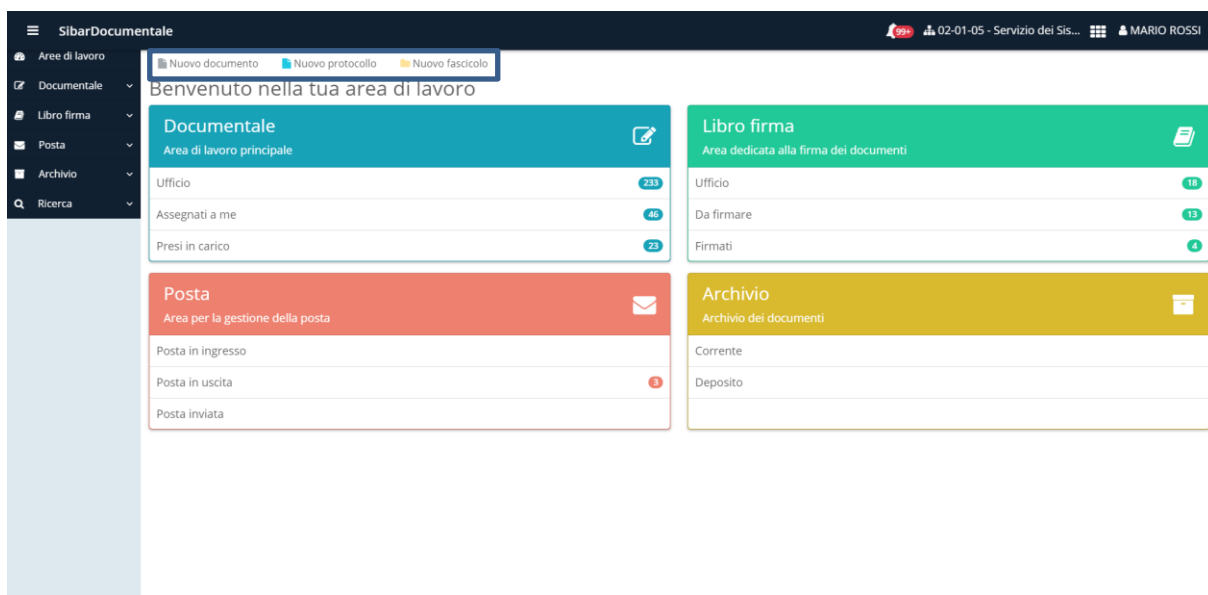 SibarDocumentale
99+ 02-01-05 - Servizio dei Sis... MARIO ROSSI
Aree di lavoro
Documentale
Libro firma
Posta
Archivio
Ricerca
Nuovo documento Nuovo protocollo Nuovo fascicolo
Benvenuto nella tua area di lavoro
Documentale
Area di lavoro principale
Ufficio 233
Assegnati a me 46
Presi in carico 23
Libro firma
Area dedicata alla firma dei documenti
Ufficio 18
Da firmare 13
Firmati 4
Posta
Area per la gestione della posta
Posta in ingresso
Posta in uscita 3
Posta inviata
Archivio
Archivio dei documenti
Corrente
Deposito